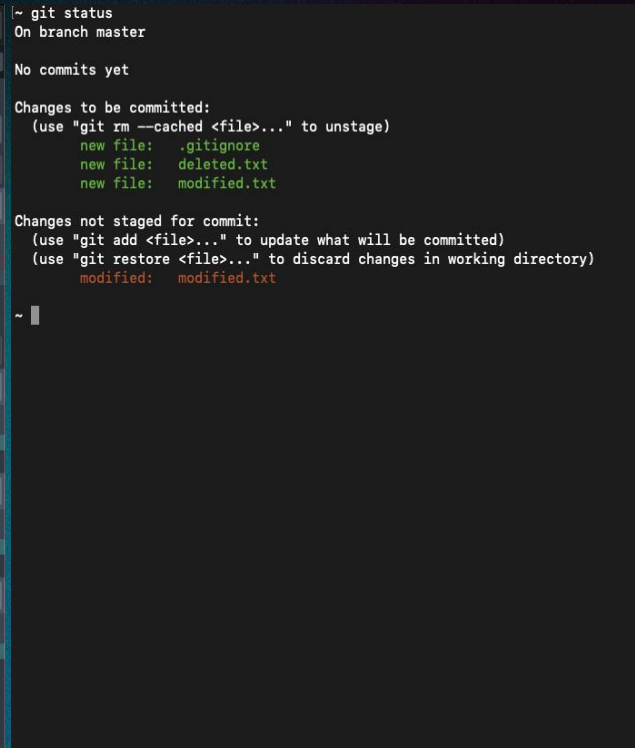 [~ git status
On branch master
No commits yet
Changes to be committed:
(use "git rm --cached <file>..." to unstage)
new file: .gitignore
new file: deleted.txt
new file: modified.txt
Changes not staged for commit:
(use "git add <file>..." to update what will be committed)
(use "git restore <file>..." to discard changes in working directory)
modified: modified.txt
~